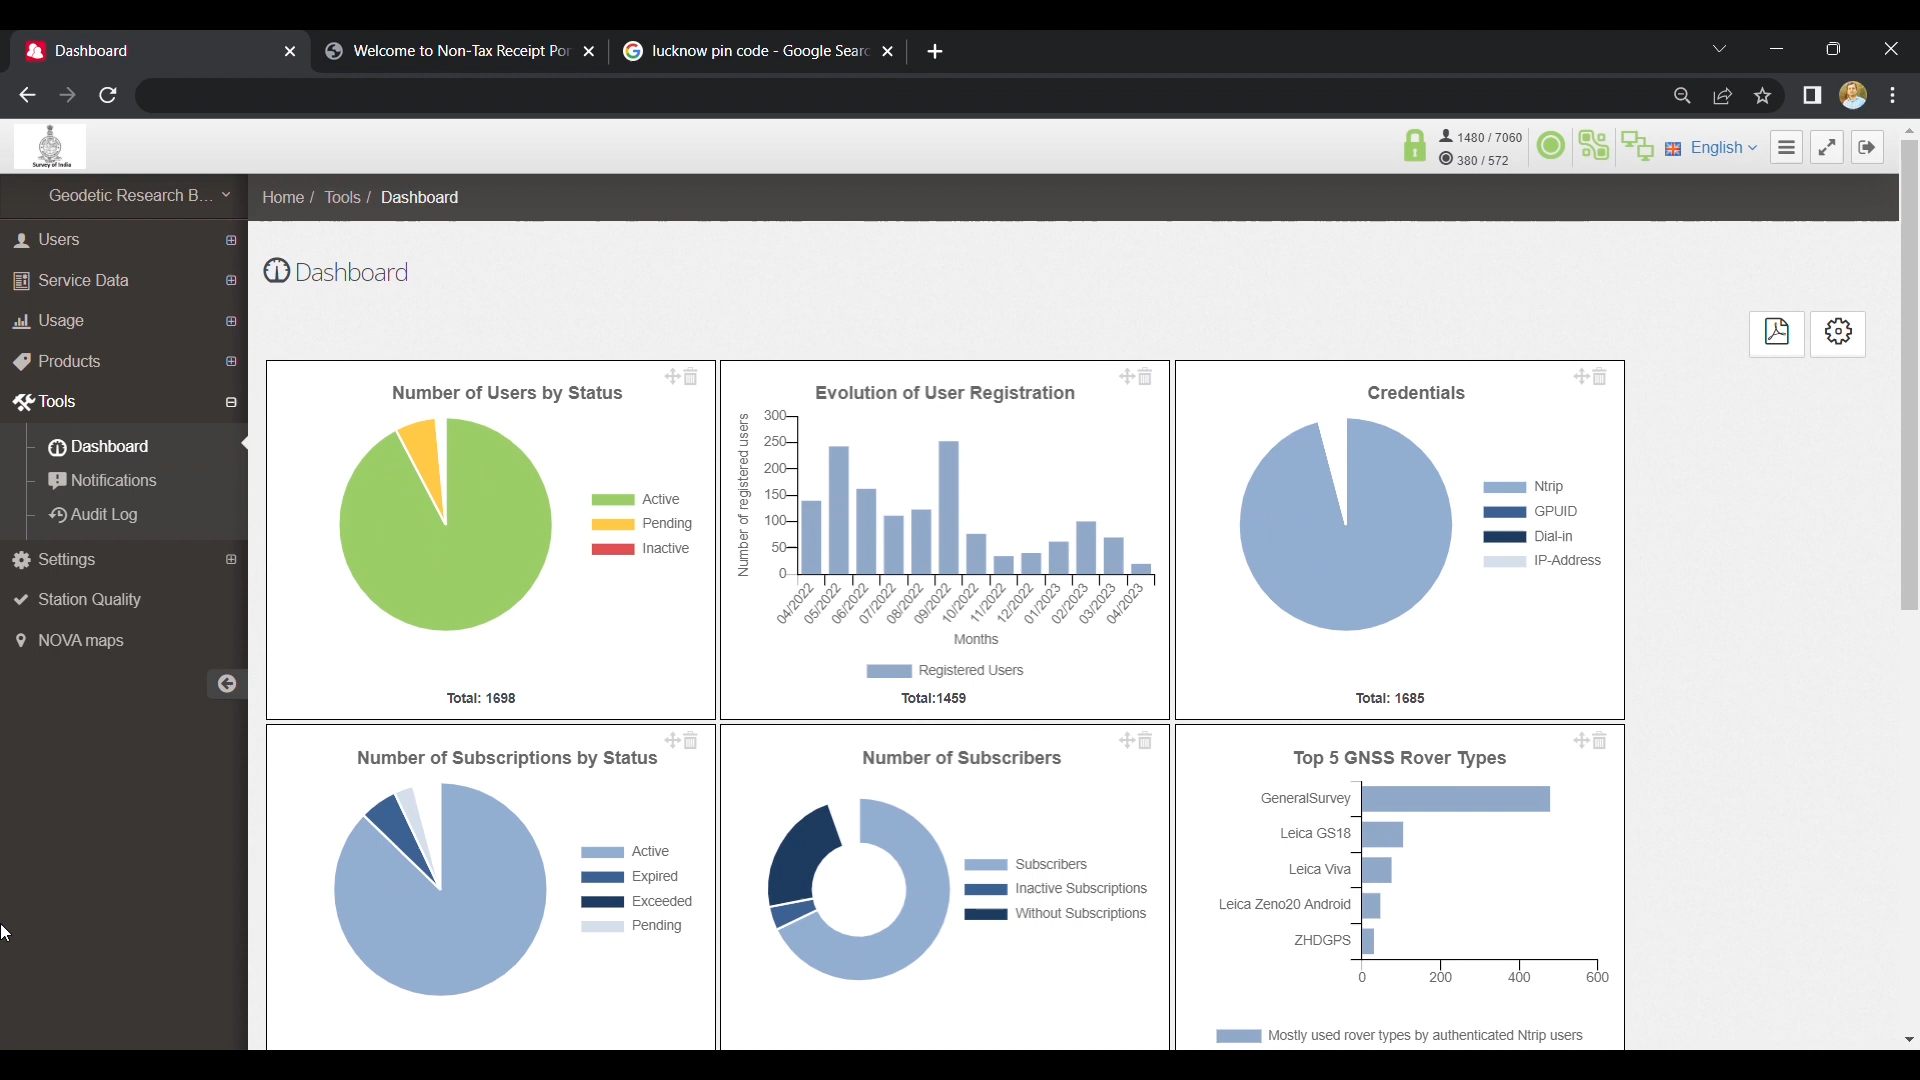 Dashboard
Welcome to Non-Tax Receipt Por
lucknow pin code - Google Searc
Survey of India
1480 / 7060
380 / 572
English
Geodetic Research B...
Home / Tools / Dashboard
Users
Service Data
Usage
Products
Tools
Dashboard
Notifications
Audit Log
Settings
Station Quality
NOVA maps
Dashboard
Number of Users by Status
Active
Pending
Inactive
Total: 1698
Evolution of User Registration
Number of registered users
300
250
200
150
100
50
0
04/2022
05/2022
06/2022
07/2022
08/2022
09/2022
10/2022
11/2022
12/2022
01/2023
02/2023
03/2023
04/2023
Months
Registered Users
Total:1459
Credentials
Ntrip
GPUID
Dial-in
IP-Address
Total: 1685
Number of Subscriptions by Status
Active
Expired
Exceeded
Pending
Number of Subscribers
Subscribers
Inactive Subscriptions
Without Subscriptions
Top 5 GNSS Rover Types
GeneralSurvey
Leica GS18
Leica Viva
Leica Zeno20 Android
ZHDGPS
0 200 400 600
Mostly used rover types by authenticated Ntrip users